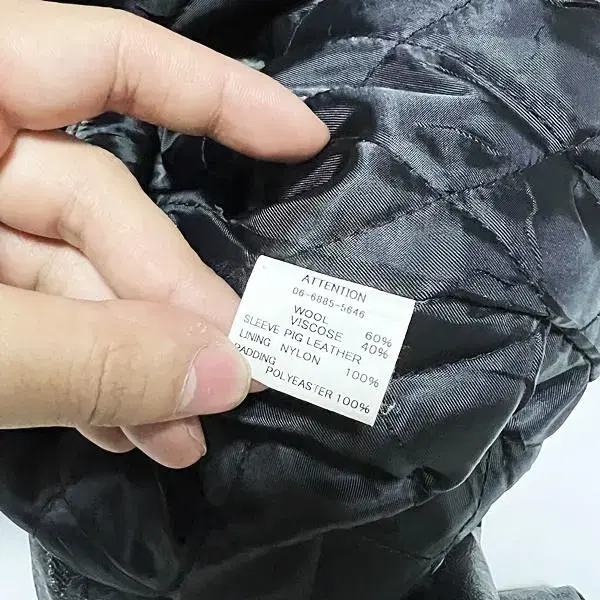 ATTENTION
06-6885-5646
WOOL 60%
VISCOSE 40%
SLEEVE PIG LEATHER
LINING NYLON 100%
PADDING
POLYEASTER 100%